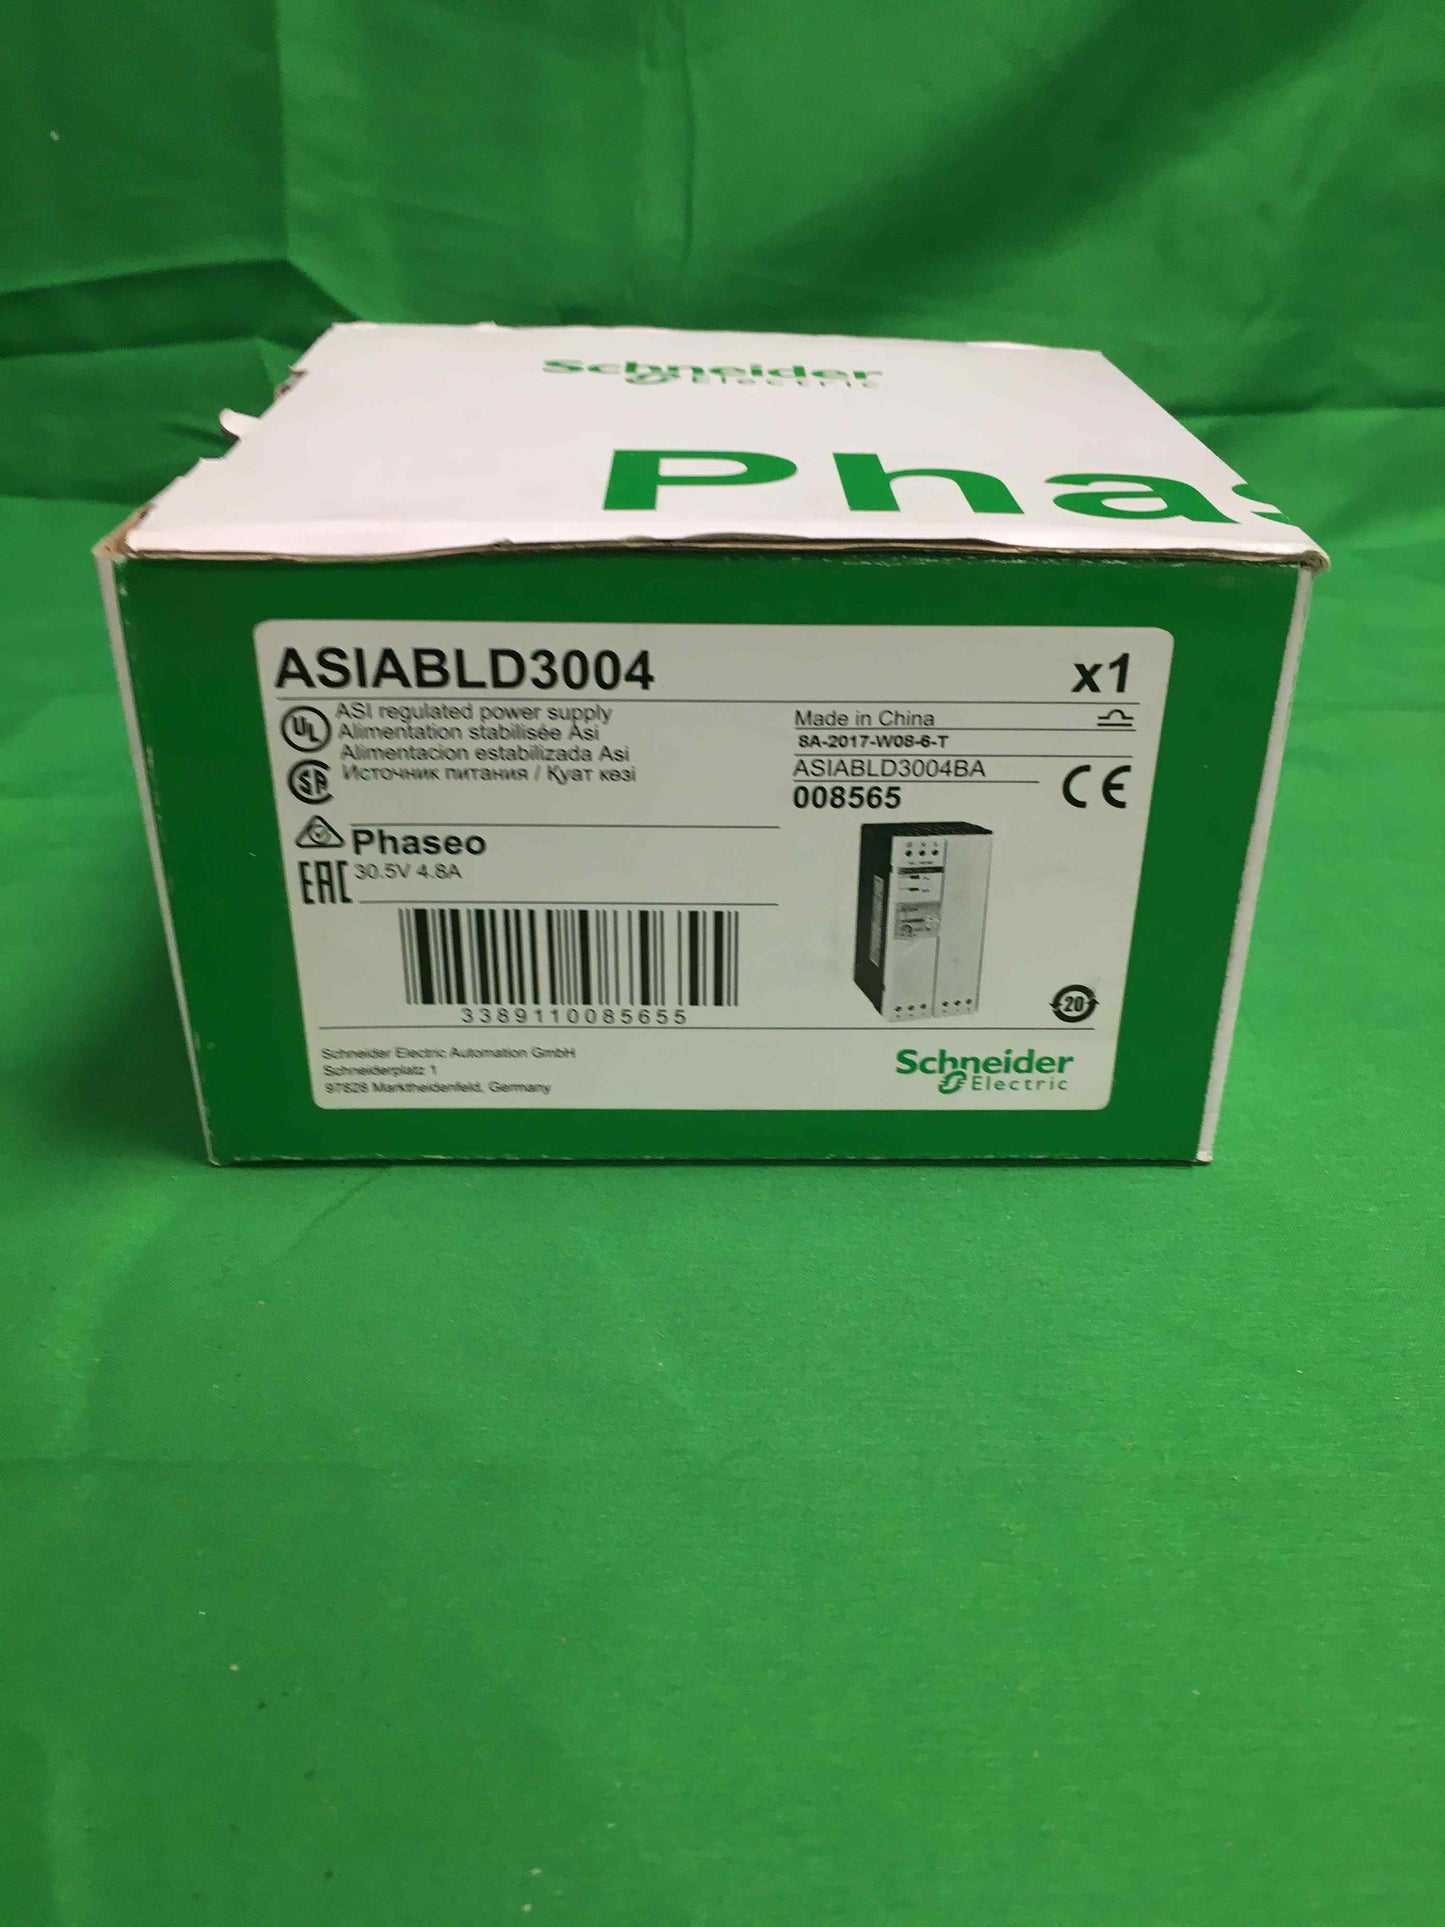 Schneider
Electric
Phas
ASIABLD3004
x1
UL
ASI regulated power supply
Alimentation stabilisée Asi
Alimentacion estabilizada Asi
Источник питания / Қуат көзі
Made in China
8A-2017-W08-6-T
ASIABLD3004BA
008565
CE
Phaseo
EAC
30.5V 4.8A
3389110085655
20
Schneider Electric Automation GmbH
Schneiderplatz 1
97828 Marktheidenfeld, Germany
Schneider
Electric